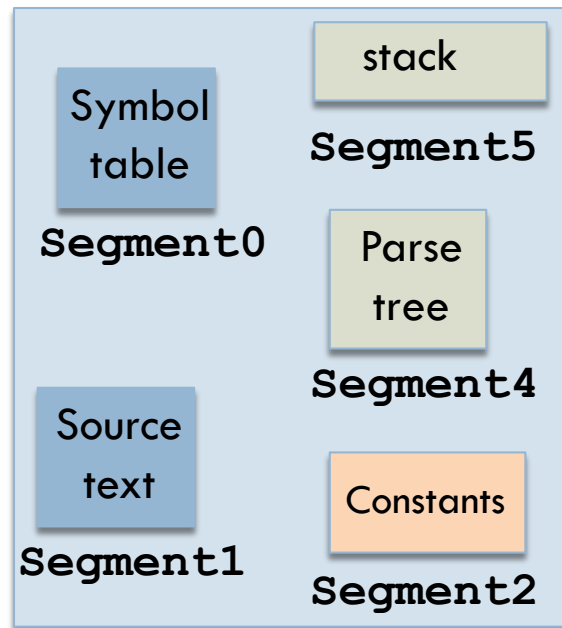 Symbol
table
Segment0
Source
text
Segment1
stack
Segment5
Parse
tree
Segment4
Constants
Segment2